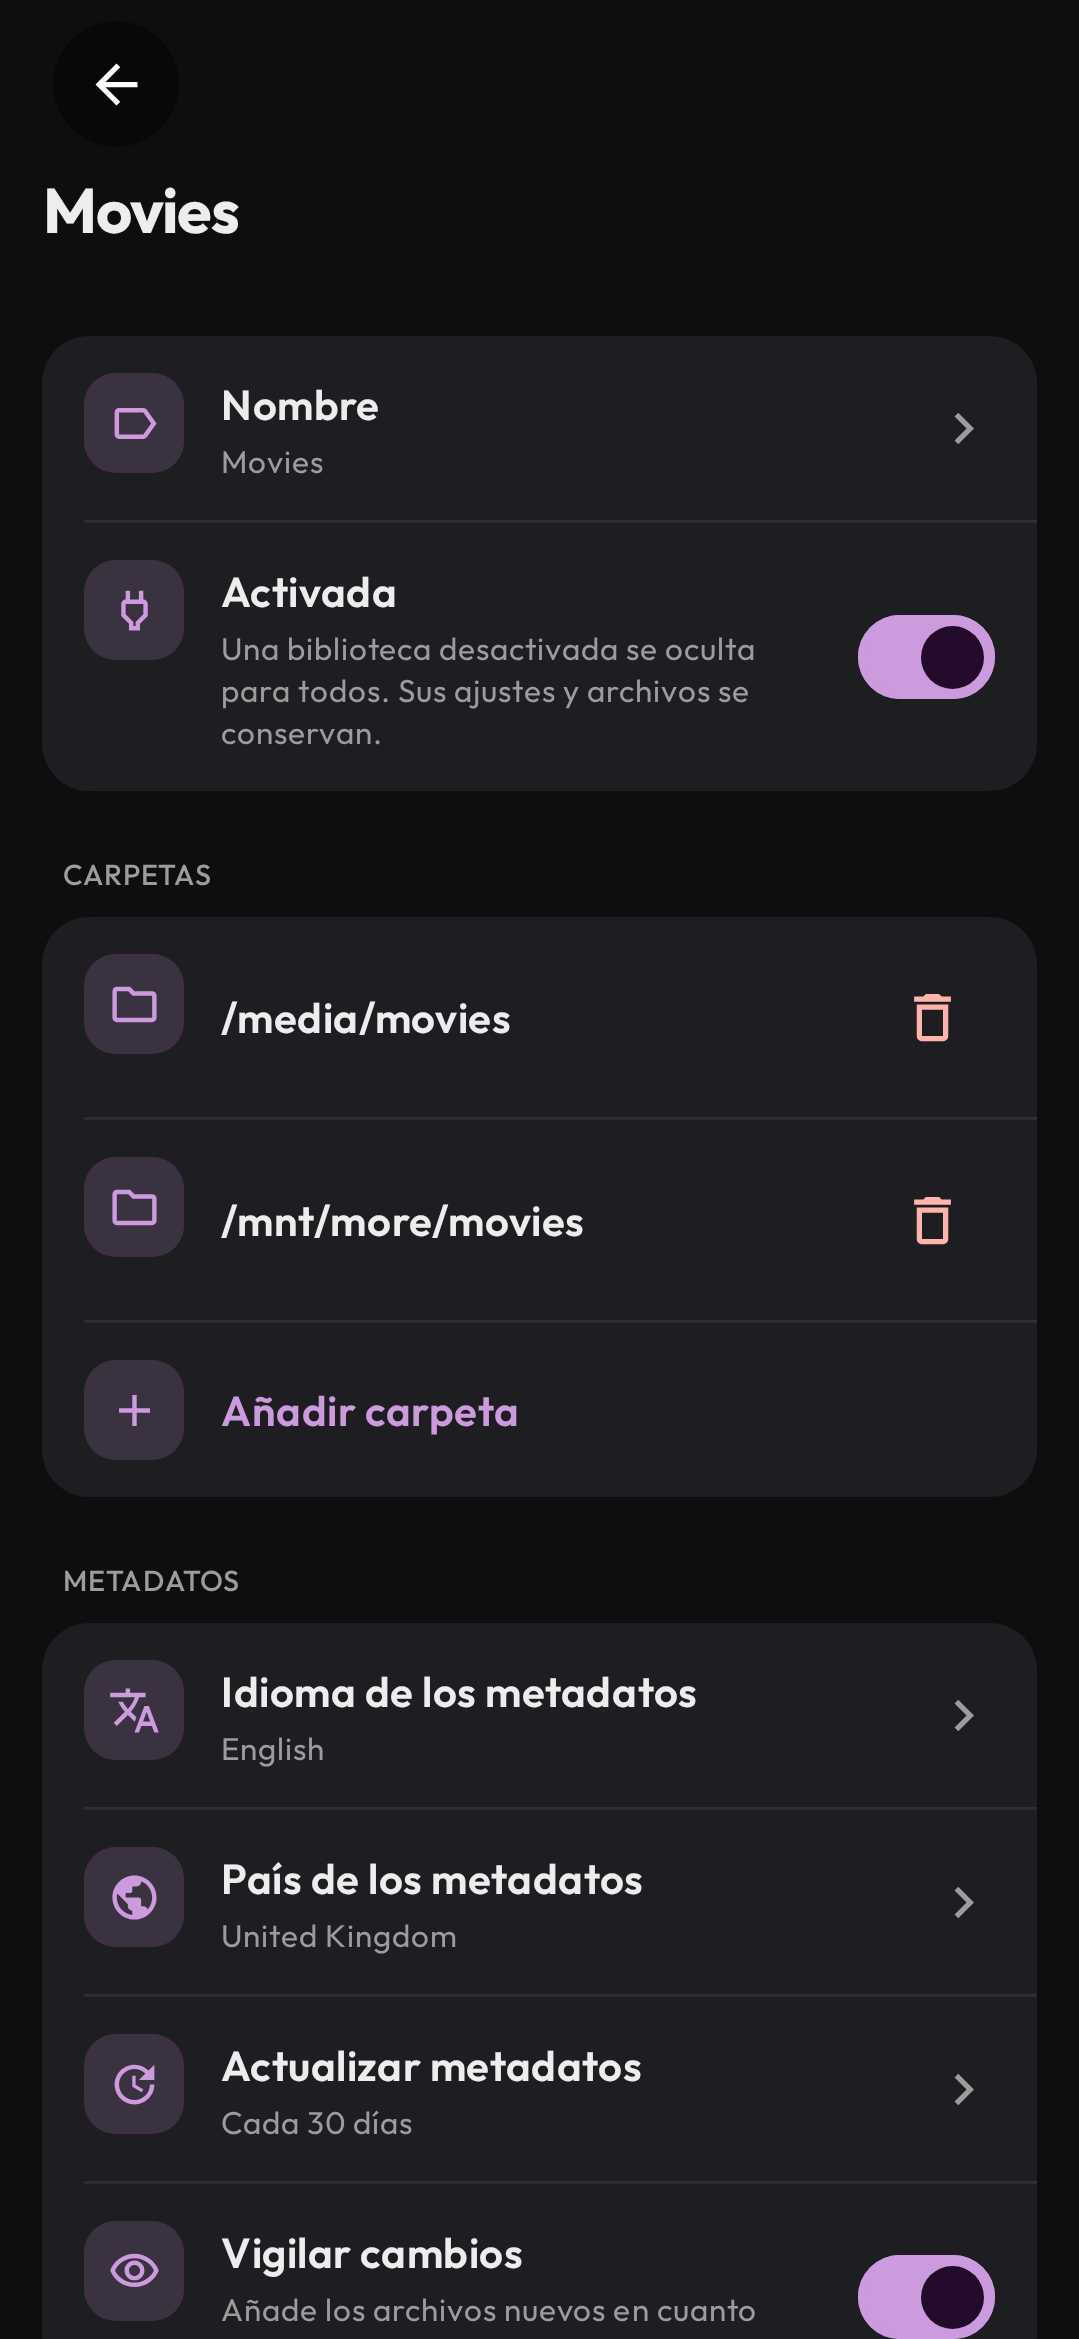 Movies
Nombre
Movies
Activada
Una biblioteca desactivada se oculta
para todos. Sus ajustes y archivos se
conservan.
CARPETAS
/media/movies
/mnt/more/movies
Añadir carpeta
METADATOS
Idioma de los metadatos
English
País de los metadatos
United Kingdom
Actualizar metadatos
Cada 30 días
Vigilar cambios
Añade los archivos nuevos en cuanto